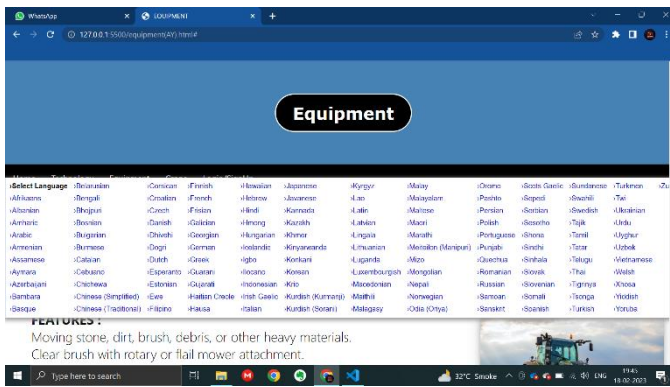 WhatsApp
EQUIPMENT
127.0.0.1:5500/equipment(AY).html#
Equipment
Select Language ›Belarusian ›Corsican ›Finnish ›Hawaiian ›Japanese ›Kyrgyz ›Malay ›Oromo ›Scots Gaelic ›Sundanese ›Turkmen ›Zu
›Afrikaans ›Bengali ›Croatian ›French ›Hebrew ›Javanese ›Lao ›Malayalam ›Pashto ›Sepedi ›Swahili ›Twi
›Albanian ›Bhojpuri ›Czech ›Frisian ›Hindi ›Kannada ›Latin ›Maltese ›Persian ›Serbian ›Swedish ›Ukrainian
›Amharic ›Bosnian ›Danish ›Galician ›Hmong ›Kazakh ›Latvian ›Maori ›Polish ›Sesotho ›Tajik ›Urdu
›Arabic ›Bulgarian ›Dhivehi ›Georgian ›Hungarian ›Khmer ›Lingala ›Marathi ›Portuguese ›Shona ›Tamil ›Uyghur
›Armenian ›Burmese ›Dogri ›German ›Icelandic ›Kinyarwanda ›Lithuanian ›Meiteilon (Manipuri) ›Punjabi ›Sindhi ›Tatar ›Uzbek
›Assamese ›Catalan ›Dutch ›Greek ›Igbo ›Konkani ›Luganda ›Mizo ›Quechua ›Sinhala ›Telugu ›Vietnamese
›Aymara ›Cebuano ›Esperanto ›Guarani ›Ilocano ›Korean ›Luxembourgish ›Mongolian ›Romanian ›Slovak ›Thai ›Welsh
›Azerbaijani ›Chichewa ›Estonian ›Gujarati ›Indonesian ›Krio ›Macedonian ›Nepali ›Russian ›Slovenian ›Tigrinya ›Xhosa
›Bambara ›Chinese (Simplified) ›Ewe ›Haitian Creole ›Irish Gaelic ›Kurdish (Kurmanji) ›Maithili ›Norwegian ›Samoan ›Somali ›Tsonga ›Yiddish
›Basque ›Chinese (Traditional) ›Filipino ›Hausa ›Italian ›Kurdish (Sorani) ›Malagasy ›Odia (Oriya) ›Sanskrit ›Spanish ›Turkish ›Yoruba
FEATURES :
Moving stone, dirt, brush, debris, or other heavy materials.
Clear brush with rotary or flail mower attachment.
Type here to search
32°C Smoke
ENG
19:45
18-02-2023